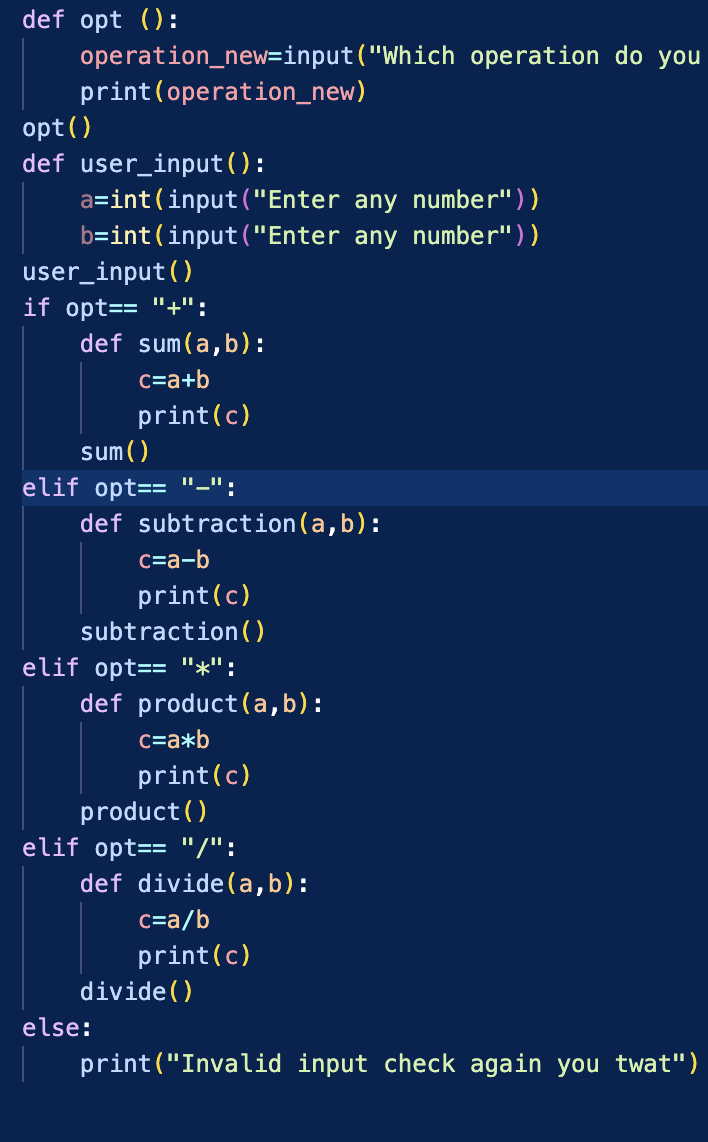 def opt ():
    operation_new=input("Which operation do you
    print(operation_new)
opt()
def user_input():
    a=int(input("Enter any number"))
    b=int(input("Enter any number"))
user_input()
if opt== "+":
    def sum(a,b):
        c=a+b
        print(c)
    sum()
elif opt== "-":
    def subtraction(a,b):
        c=a-b
        print(c)
    subtraction()
elif opt== "*":
    def product(a,b):
        c=a*b
        print(c)
    product()
elif opt== "/":
    def divide(a,b):
        c=a/b
        print(c)
    divide()
else:
    print("Invalid input check again you twat")